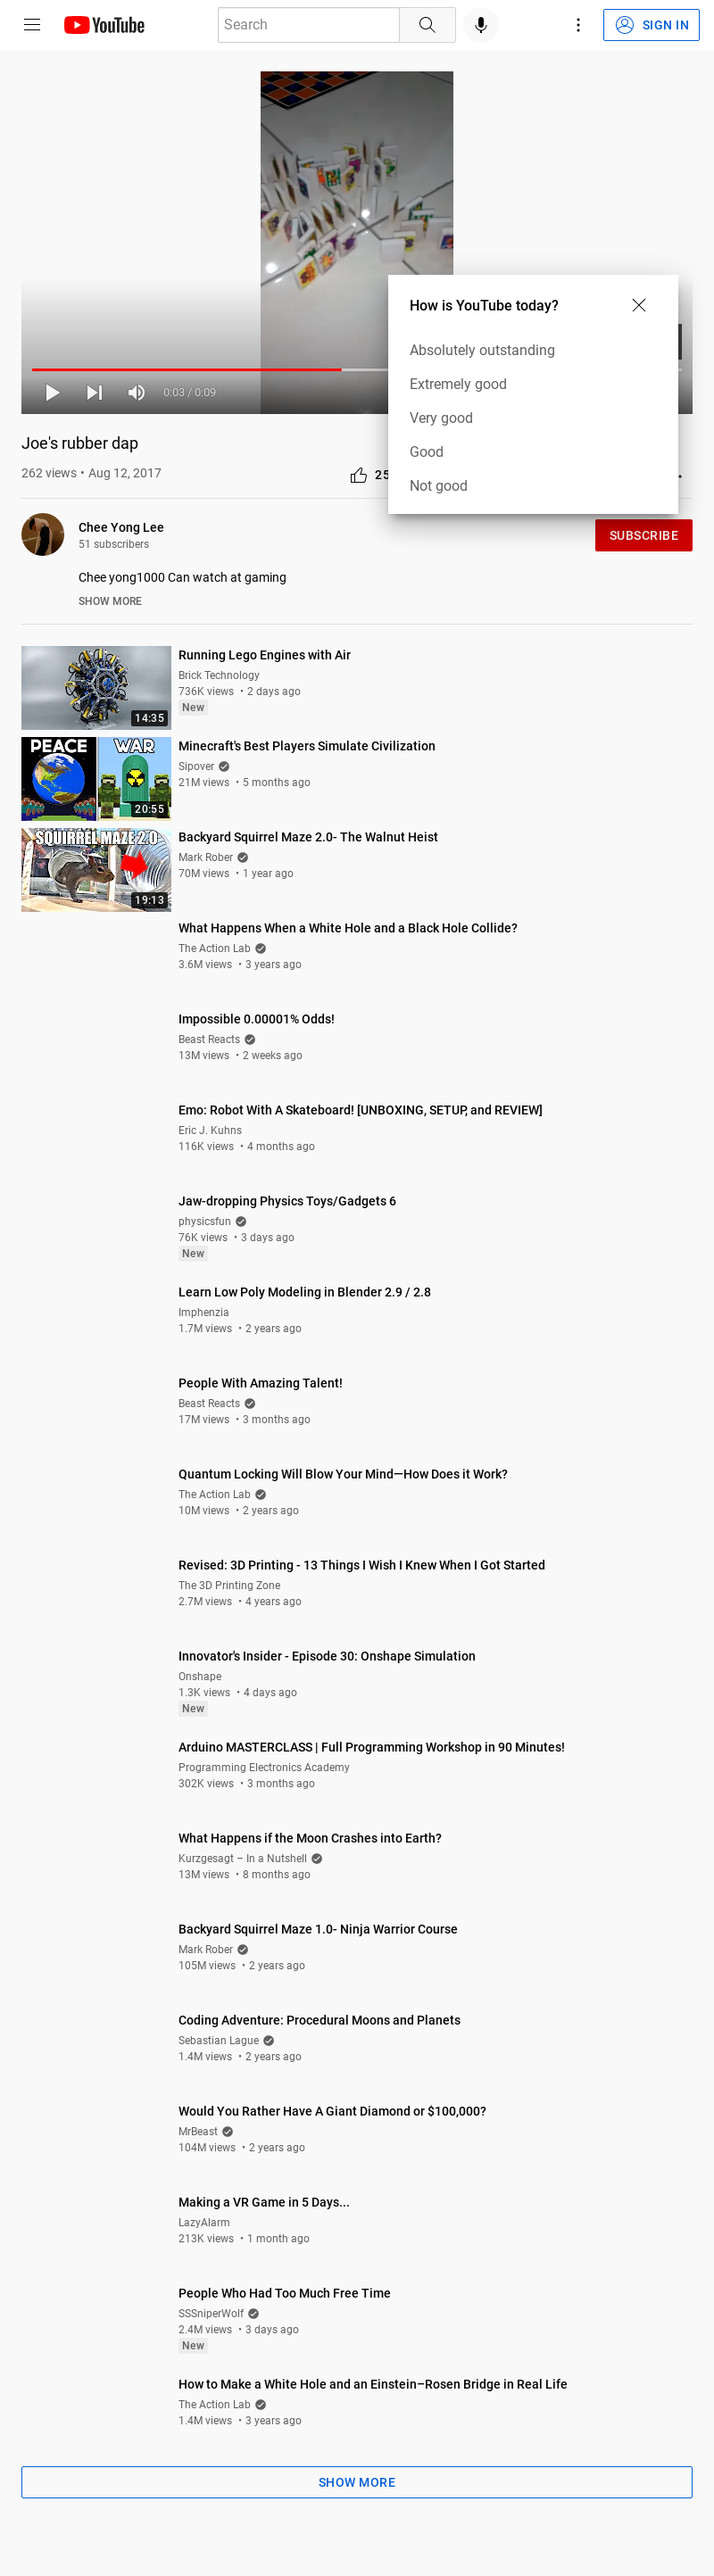 YouTube
Search
SIGN IN
How is YouTube today?
Absolutely outstanding
Extremely good
Very good
Good
Not good
0:03 / 0:09
Joe's rubber dap
262 views • Aug 12, 2017
25
Chee Yong Lee
51 subscribers
SUBSCRIBE
Chee yong1000 Can watch at gaming
SHOW MORE
14:35
Running Lego Engines with Air
Brick Technology
736K views • 2 days ago
New
PEACE WAR
20:55
Minecraft's Best Players Simulate Civilization
Sipover
21M views • 5 months ago
SQUIRREL MAZE 2.0
19:13
Backyard Squirrel Maze 2.0- The Walnut Heist
Mark Rober
70M views • 1 year ago
What Happens When a White Hole and a Black Hole Collide?
The Action Lab
3.6M views • 3 years ago
Impossible 0.00001% Odds!
Beast Reacts
13M views • 2 weeks ago
Emo: Robot With A Skateboard! [UNBOXING, SETUP, and REVIEW]
Eric J. Kuhns
116K views • 4 months ago
Jaw-dropping Physics Toys/Gadgets 6
physicsfun
76K views • 3 days ago
New
Learn Low Poly Modeling in Blender 2.9 / 2.8
Imphenzia
1.7M views • 2 years ago
People With Amazing Talent!
Beast Reacts
17M views • 3 months ago
Quantum Locking Will Blow Your Mind—How Does it Work?
The Action Lab
10M views • 2 years ago
Revised: 3D Printing - 13 Things I Wish I Knew When I Got Started
The 3D Printing Zone
2.7M views • 4 years ago
Innovator's Insider - Episode 30: Onshape Simulation
Onshape
1.3K views • 4 days ago
New
Arduino MASTERCLASS | Full Programming Workshop in 90 Minutes!
Programming Electronics Academy
302K views • 3 months ago
What Happens if the Moon Crashes into Earth?
Kurzgesagt – In a Nutshell
13M views • 8 months ago
Backyard Squirrel Maze 1.0- Ninja Warrior Course
Mark Rober
105M views • 2 years ago
Coding Adventure: Procedural Moons and Planets
Sebastian Lague
1.4M views • 2 years ago
Would You Rather Have A Giant Diamond or $100,000?
MrBeast
104M views • 2 years ago
Making a VR Game in 5 Days...
LazyAlarm
213K views • 1 month ago
People Who Had Too Much Free Time
SSSniperWolf
2.4M views • 3 days ago
New
How to Make a White Hole and an Einstein–Rosen Bridge in Real Life
The Action Lab
1.4M views • 3 years ago
SHOW MORE